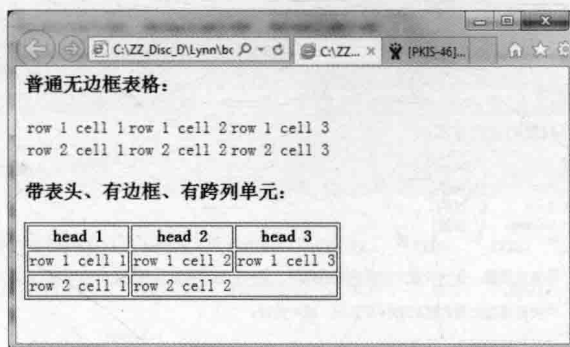 C:\ZZ_Disc_D\Lynn\bc
C:\ZZ...
[PKIS-46]...
普通无边框表格：
row 1 cell 1 row 1 cell 2 row 1 cell 3
row 2 cell 1 row 2 cell 2 row 2 cell 3
带表头、有边框、有跨列单元：
head 1 head 2 head 3
row 1 cell 1 row 1 cell 2 row 1 cell 3
row 2 cell 1 row 2 cell 2